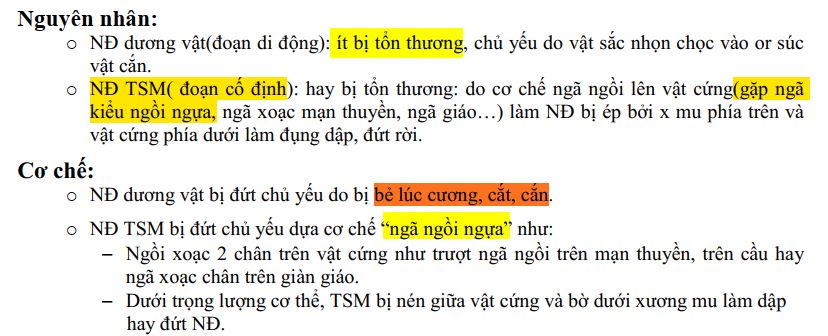 Nguyên nhân:
o NĐ dương vật(đoạn di động): ít bị tổn thương, chủ yếu do vật sắc nhọn chọc vào or súc
vật cắn.
o NĐ TSM( đoạn cố định): hay bị tổn thương: do cơ chế ngã ngồi lên vật cứng(gặp ngã
kiểu ngồi ngựa, ngã xoạc mạn thuyền, ngã giáo…) làm NĐ bị ép bởi x mu phía trên và
vật cứng phía dưới làm đụng dập, đứt rời.
Cơ chế:
o NĐ dương vật bị đứt chủ yếu do bị bẻ lúc cương, cắt, cắn.
o NĐ TSM bị đứt chủ yếu dựa cơ chế “ngã ngồi ngựa” như:
– Ngồi xoạc 2 chân trên vật cứng như trượt ngã ngồi trên mạn thuyền, trên cầu hay
ngã xoạc chân trên giàn giáo.
– Dưới trọng lượng cơ thể, TSM bị nén giữa vật cứng và bờ dưới xương mu làm dập
hay đứt NĐ.